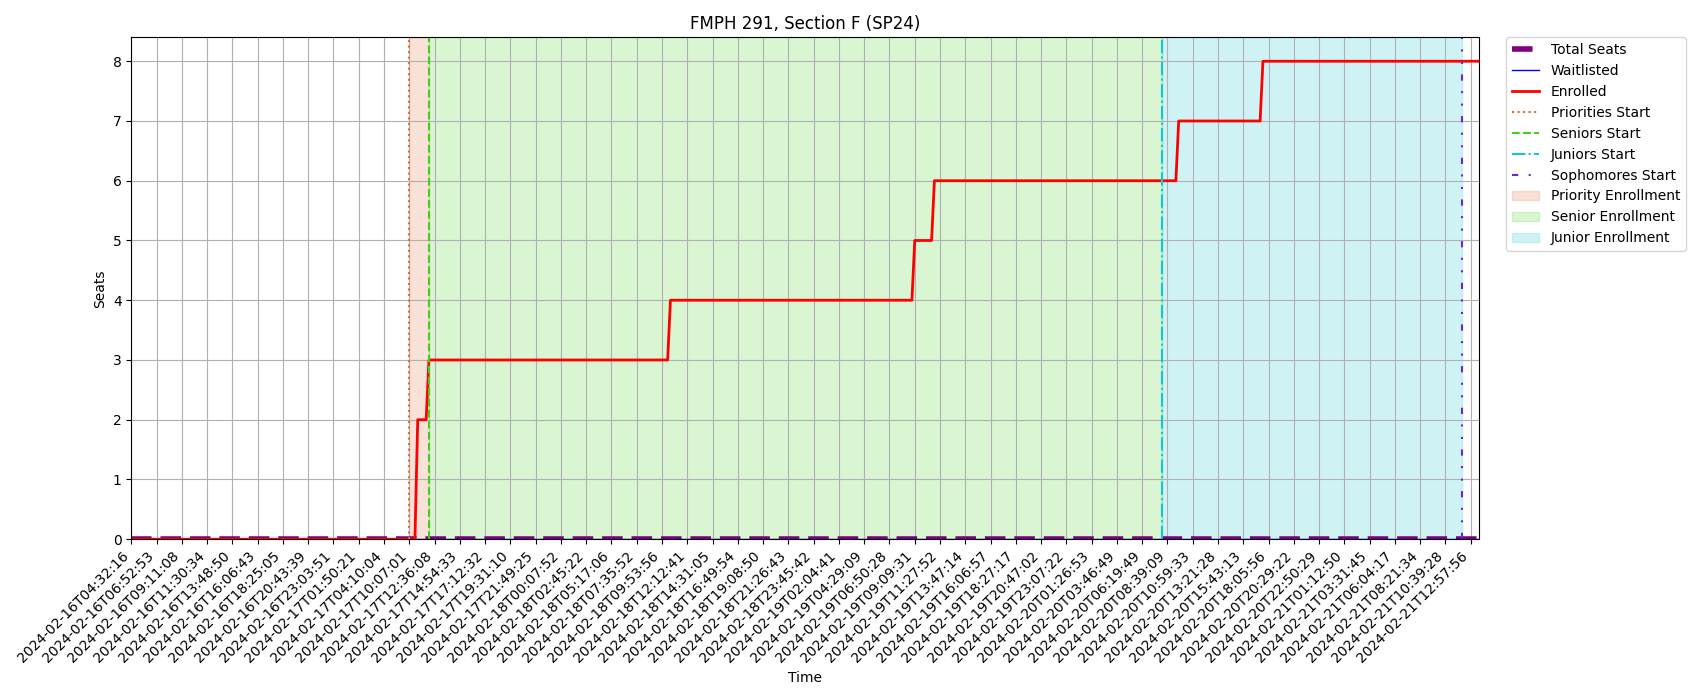 FMPH 291, Section F (SP24)
Seats
8
7
6
5
4
3
2
1
0
2024-02-16T04:32:16
2024-02-16T06:52:53
2024-02-16T09:11:08
2024-02-16T11:30:34
2024-02-16T13:48:50
2024-02-16T16:06:43
2024-02-16T18:25:05
2024-02-16T20:43:39
2024-02-16T23:03:51
2024-02-17T01:50:21
2024-02-17T04:10:04
2024-02-17T10:07:01
2024-02-17T12:36:08
2024-02-17T14:54:33
2024-02-17T17:12:32
2024-02-17T19:31:10
2024-02-17T21:49:25
2024-02-18T00:07:52
2024-02-18T02:45:22
2024-02-18T05:17:06
2024-02-18T07:35:52
2024-02-18T09:53:56
2024-02-18T12:12:41
2024-02-18T14:31:05
2024-02-18T16:49:54
2024-02-18T19:08:50
2024-02-18T21:26:43
2024-02-18T23:45:42
2024-02-19T02:04:41
2024-02-19T04:29:09
2024-02-19T06:50:28
2024-02-19T09:09:31
2024-02-19T11:27:52
2024-02-19T13:47:14
2024-02-19T16:06:57
2024-02-19T18:27:17
2024-02-19T20:47:02
2024-02-19T23:07:22
2024-02-20T01:26:53
2024-02-20T03:46:49
2024-02-20T06:19:49
2024-02-20T08:39:09
2024-02-20T10:59:33
2024-02-20T13:21:28
2024-02-20T15:43:13
2024-02-20T18:05:56
2024-02-20T20:29:22
2024-02-20T22:50:29
2024-02-21T01:12:50
2024-02-21T03:31:45
2024-02-21T06:04:17
2024-02-21T08:21:34
2024-02-21T10:39:28
2024-02-21T12:57:56
Time
Total Seats
Waitlisted
Enrolled
Priorities Start
Seniors Start
Juniors Start
Sophomores Start
Priority Enrollment
Senior Enrollment
Junior Enrollment